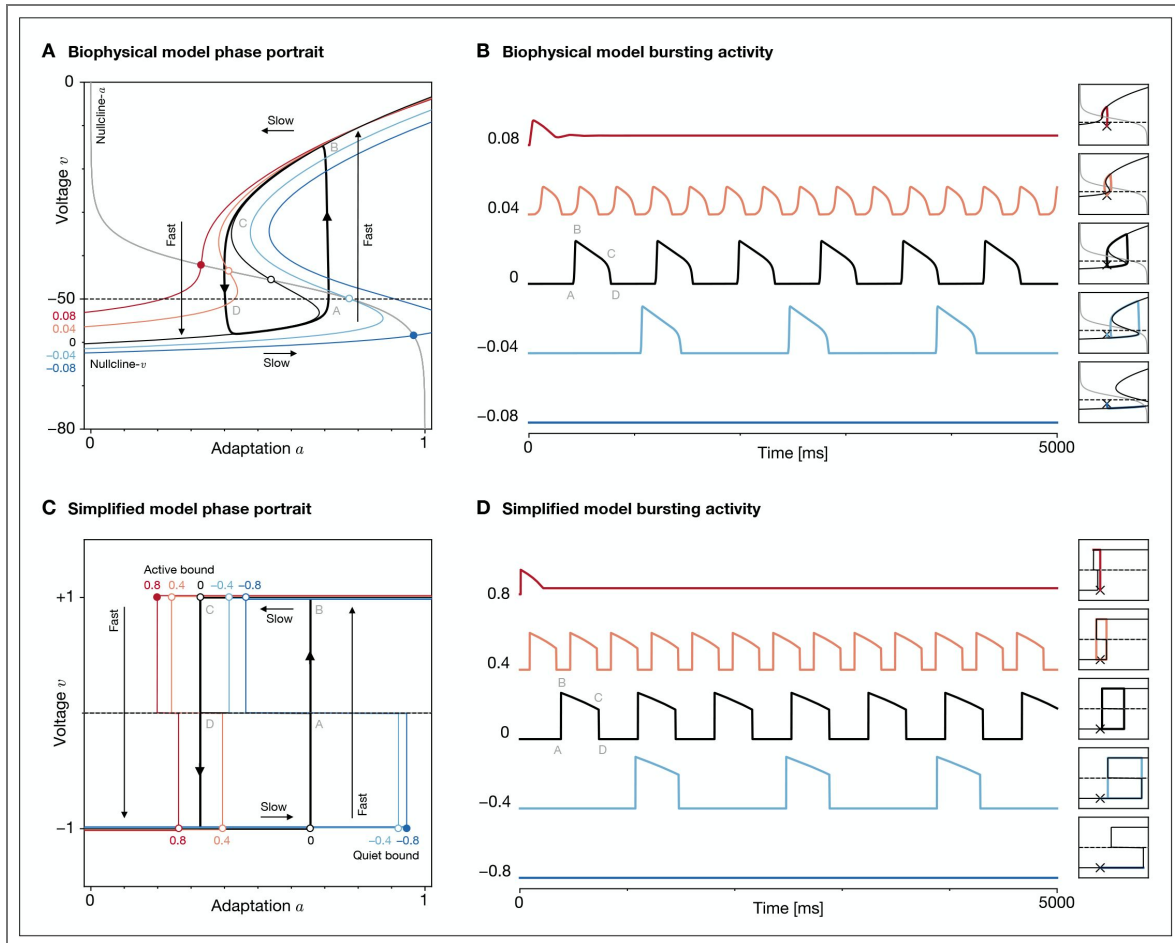 A Biophysical model phase portrait
0
Nullcline-a
Slow
B
Voltage v
Fast
C
Fast
−50
D
A
0.08
0.04
0
−0.04
−0.08
Nullcline-v
Slow
−80
0
1
Adaptation a
B Biophysical model bursting activity
0.08
0.04
B
C
0
A
D
−0.04
−0.08
0
5000
Time [ms]
C Simplified model phase portrait
Active bound
0.8 0.4 0 −0.4 −0.8
+1
C
B
Slow
Fast
Voltage v
D
A
Slow
Fast
−1
0.8 0.4 0 −0.4 −0.8
Quiet bound
0
1
Adaptation a
D Simplified model bursting activity
0.8
0.4
B
C
0
A
D
−0.4
−0.8
0
5000
Time [ms]